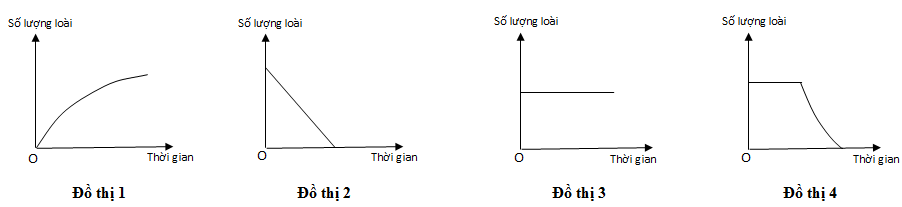 Số lượng loài
O
Thời gian
Đồ thị 1
Số lượng loài
O
Thời gian
Đồ thị 2
Số lượng loài
O
Thời gian
Đồ thị 3
Số lượng loài
O
Thời gian
Đồ thị 4